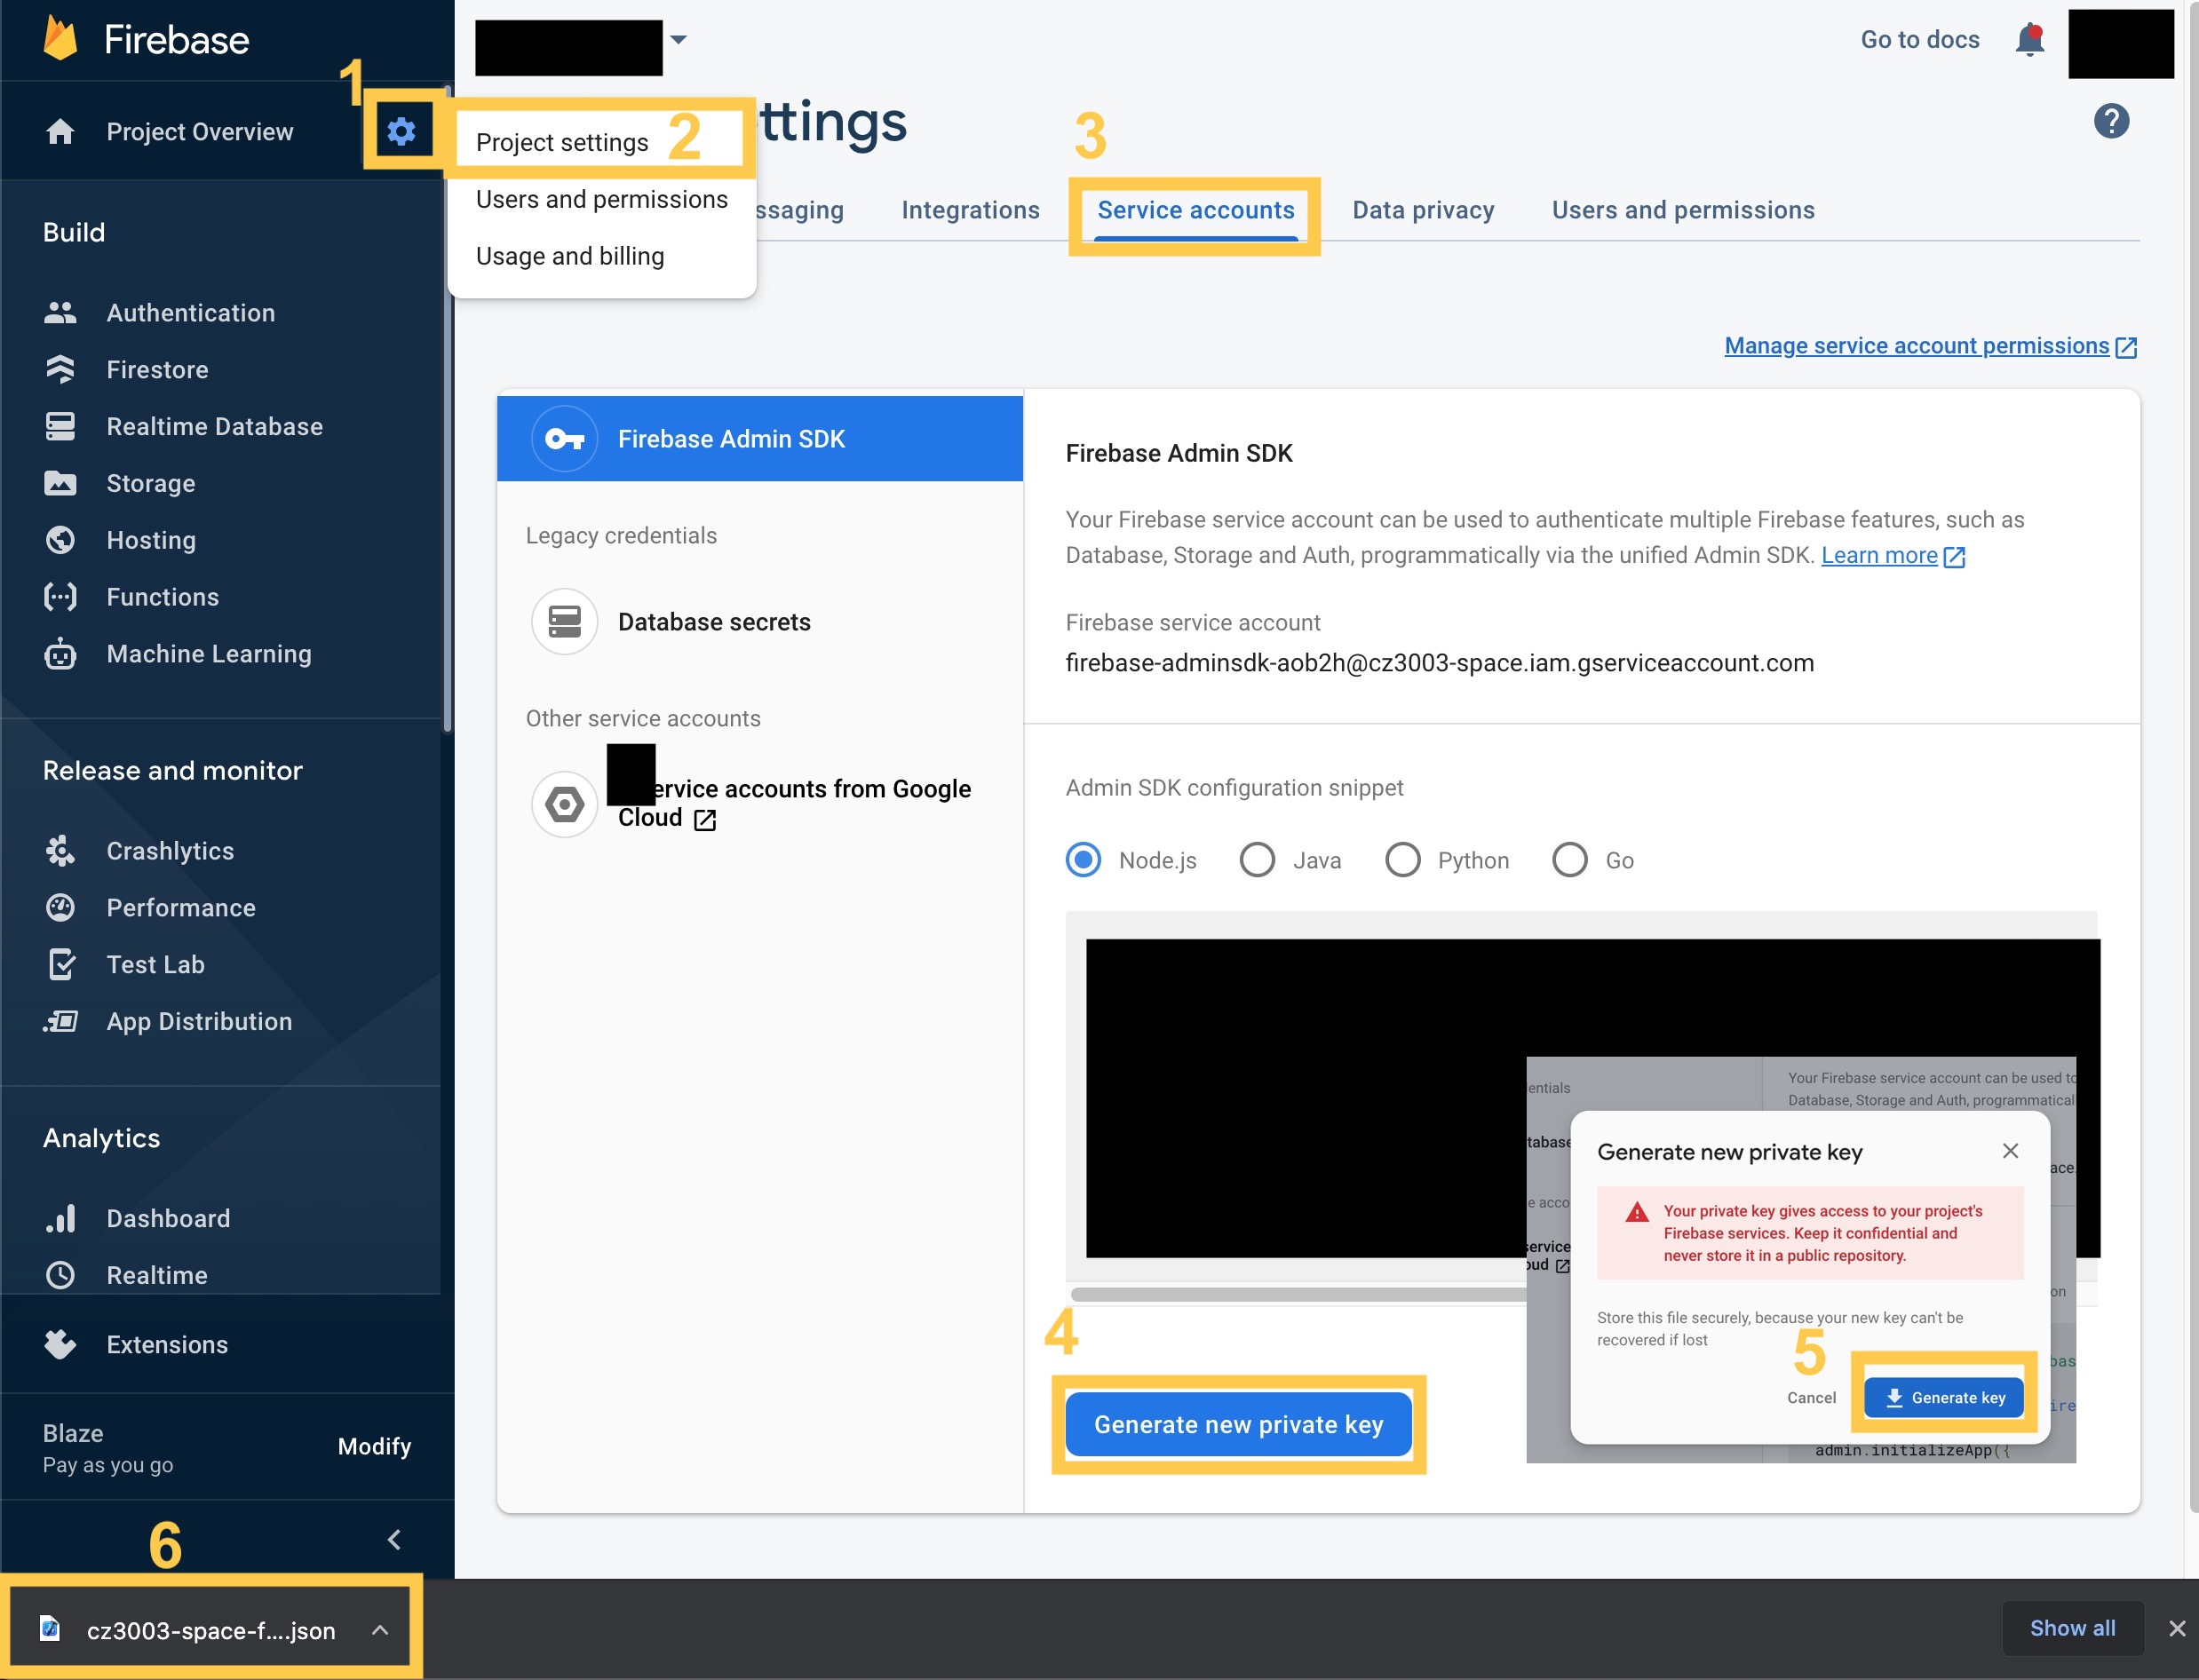 Firebase
Go to docs
1
Project Overview
Project settings 2
ttings
3
Users and permissions
Usage and billing
ssaging
Integrations
Service accounts
Data privacy
Users and permissions
Build
Authentication
Firestore
Realtime Database
Storage
Hosting
Functions
Machine Learning
Release and monitor
Crashlytics
Performance
Test Lab
App Distribution
Analytics
Dashboard
Realtime
Extensions
Blaze
Pay as you go
Modify
Manage service account permissions
Firebase Admin SDK
Legacy credentials
Database secrets
Other service accounts
ervice accounts from Google
Cloud
Firebase Admin SDK
Your Firebase service account can be used to authenticate multiple Firebase features, such as
Database, Storage and Auth, programmatically via the unified Admin SDK. Learn more
Firebase service account
firebase-adminsdk-aob2h@cz3003-space.iam.gserviceaccount.com
Admin SDK configuration snippet
Node.js
Java
Python
Go
entials
Your Firebase service account can be used to
Database, Storage and Auth, programmatical
tabase
ace.
e acco
service
oud
on
bas
ire
admin.initializeApp({
Generate new private key
Your private key gives access to your project's
Firebase services. Keep it confidential and
never store it in a public repository.
Store this file securely, because your new key can't be
recovered if lost
5
Cancel
Generate key
4
Generate new private key
6
cz3003-space-f....json
Show all